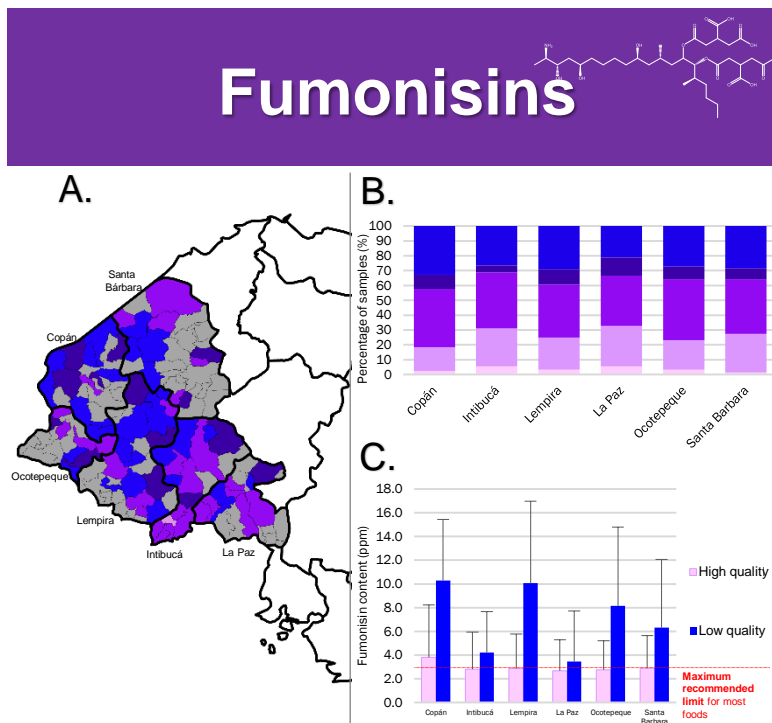 Fumonisins
A.
Santa
Bárbara
Copán
Ocotepeque
Lempira
Intibucá
La Paz
B.
Percentage of samples (%)
100
90
80
70
60
50
40
30
20
10
0
Copán
Intibucá
Lempira
La Paz
Ocotepeque
Santa Barbara
C.
Fumonisin content (ppm)
18.0
16.0
14.0
12.0
10.0
8.0
6.0
4.0
2.0
0.0
Copán
Intibucá
Lempira
La Paz
Ocotepeque
Santa
Barbara
High quality
Low quality
Maximum
recommended
limit for most
foods